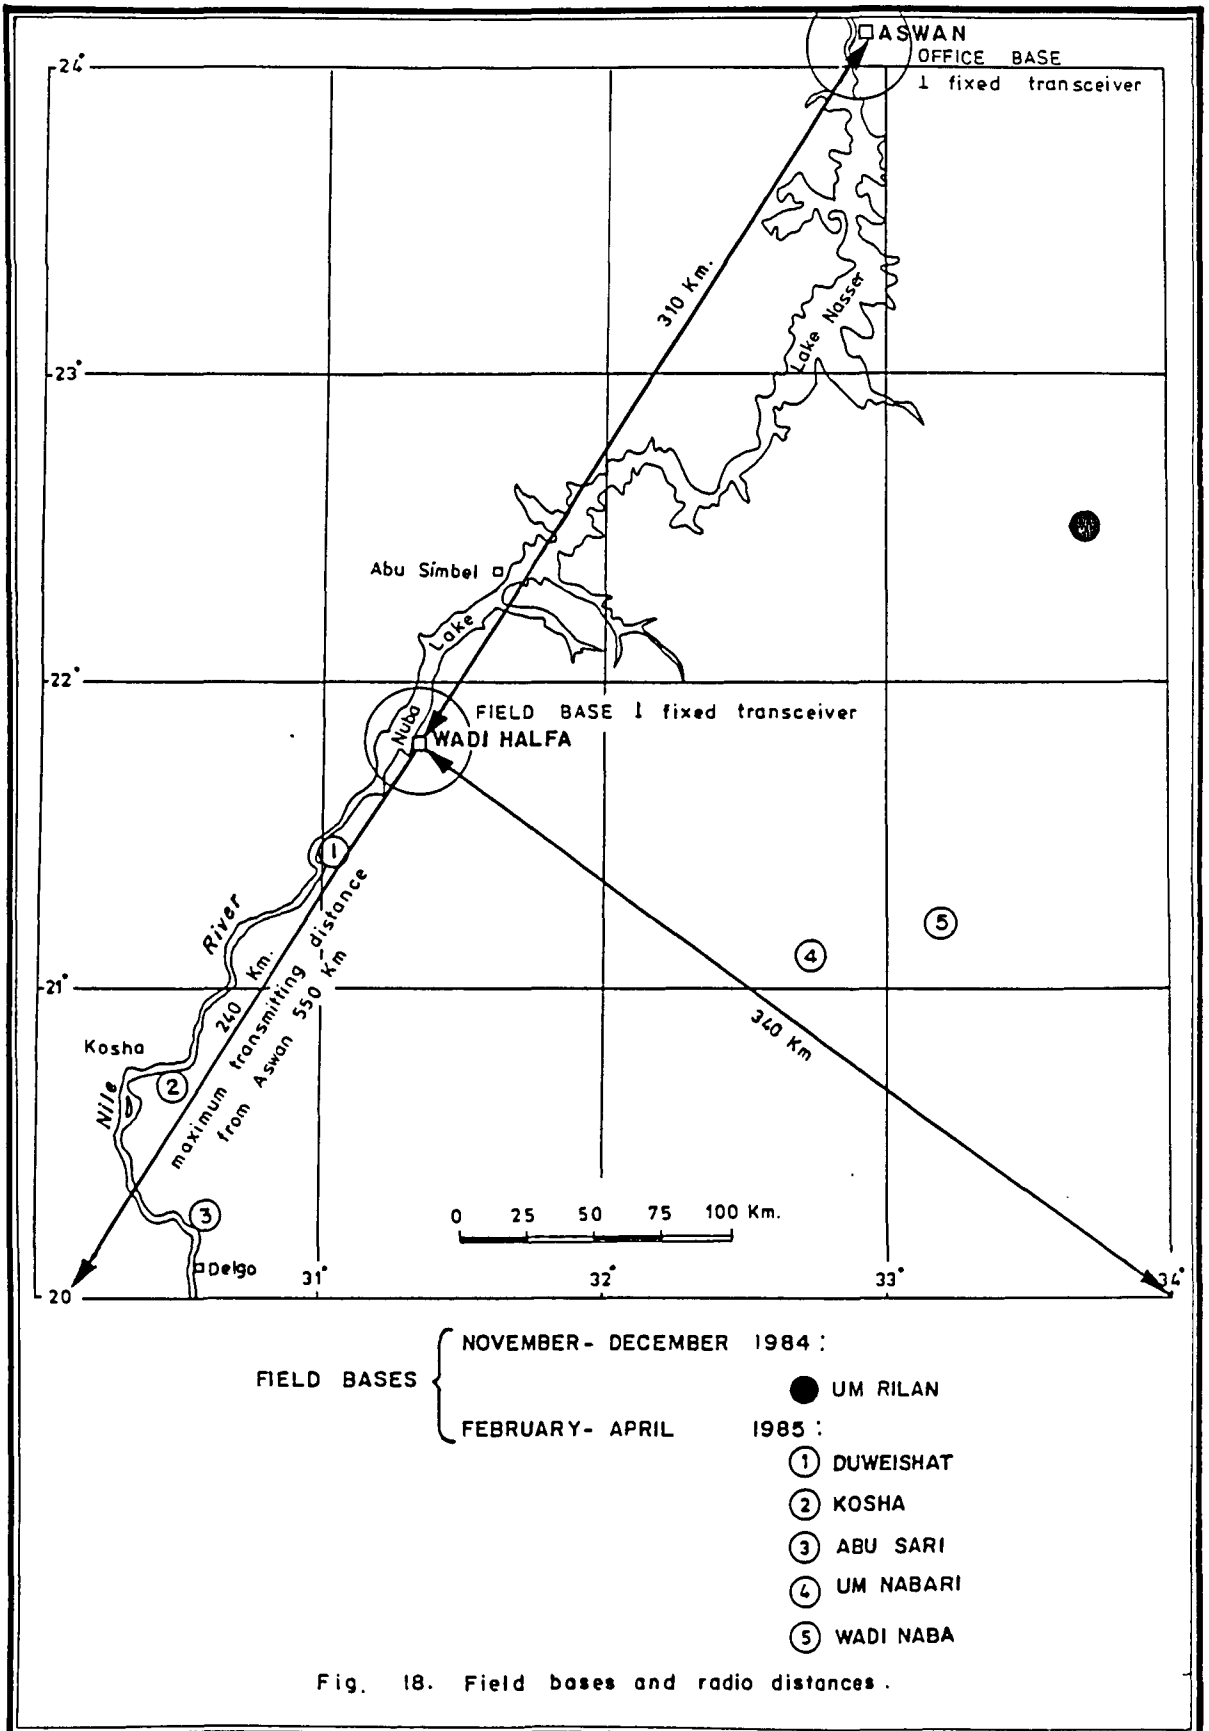 ASWAN
OFFICE BASE
1 fixed transceiver
24°
310 Km.
Lake Nasser
23°
Abu Simbel
Lake
Nuba
22°
FIELD BASE 1 fixed transceiver
WADI HALFA
1
River
240 Km.
maximum transmitting distance
from Aswan 550 Km
5
4
21°
340 Km
Kosha
2
Nile
3
0 25 50 75 100 Km.
Delgo
31° 32° 33° 34°
20
FIELD BASES
NOVEMBER - DECEMBER 1984 :
UM RILAN
FEBRUARY - APRIL 1985 :
1 DUWEISHAT
2 KOSHA
3 ABU SARI
4 UM NABARI
5 WADI NABA
Fig. 18. Field bases and radio distances.